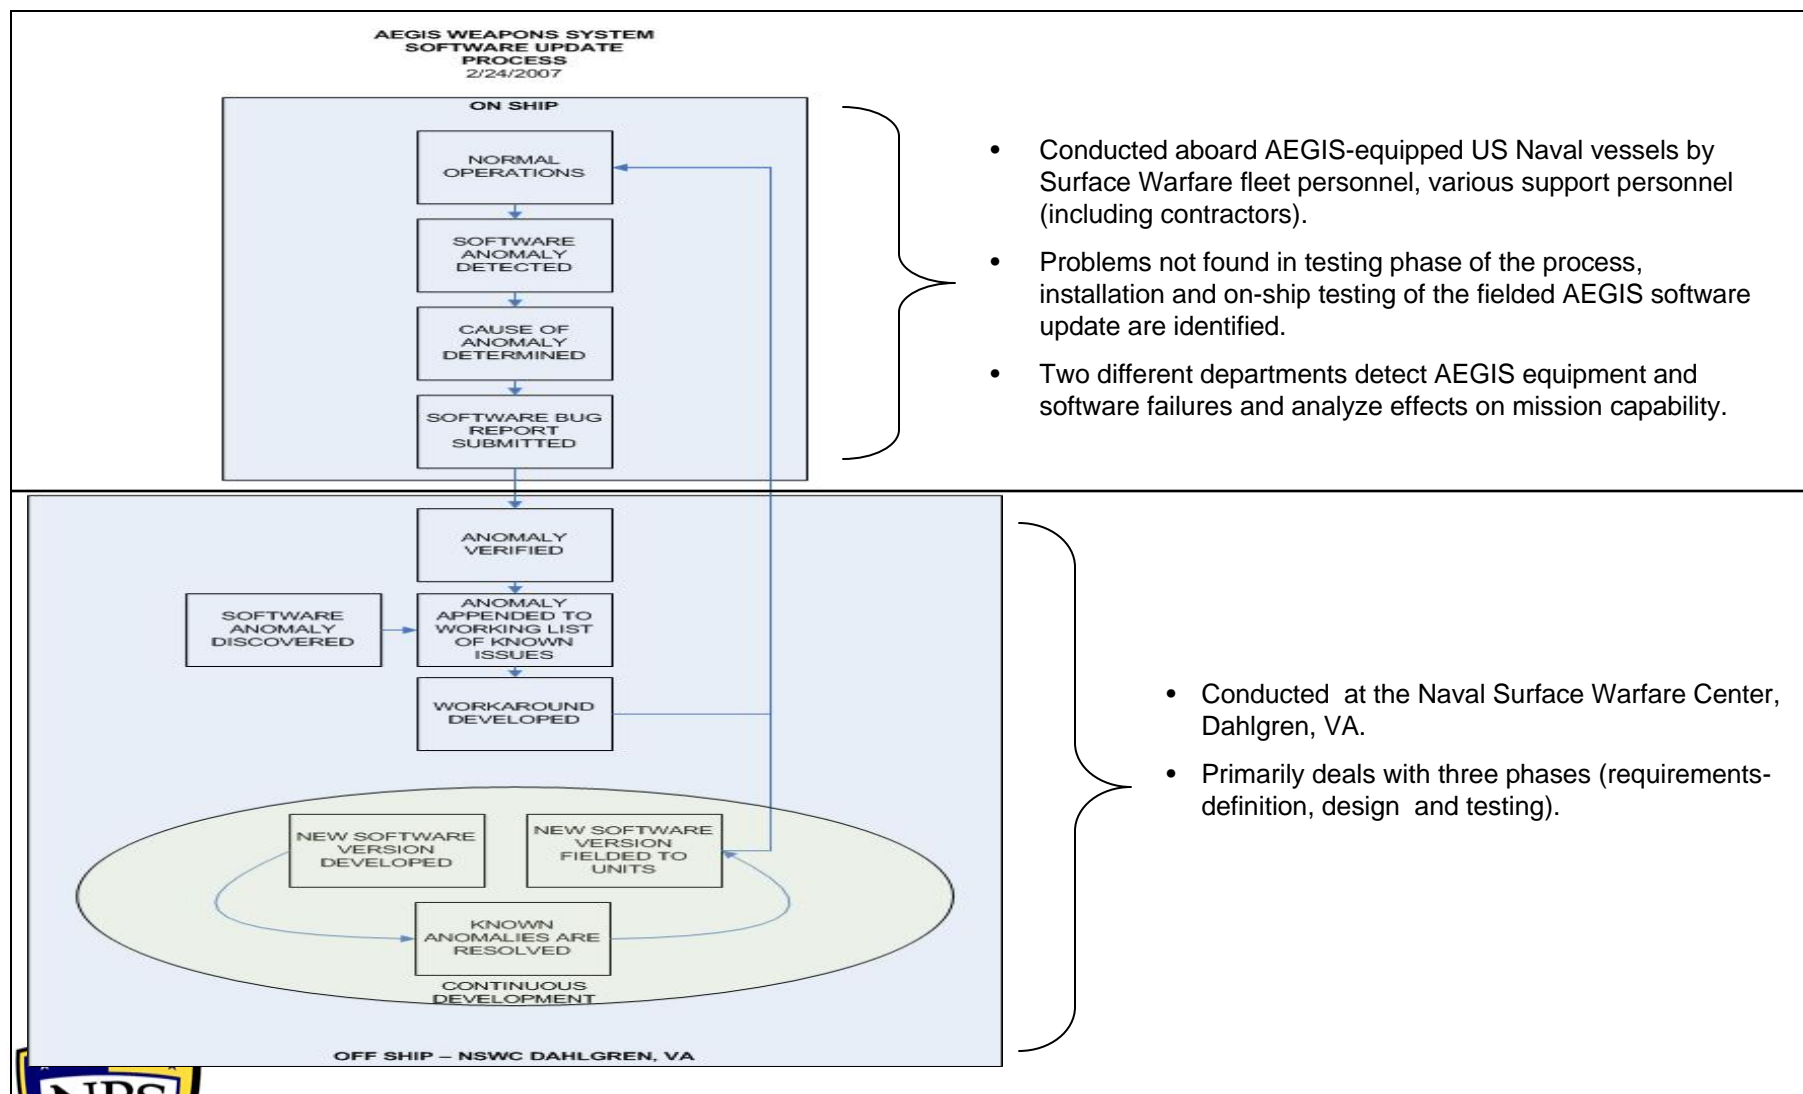 AEGIS WEAPONS SYSTEM
SOFTWARE UPDATE
PROCESS
2/24/2007
ON SHIP
NORMAL
OPERATIONS
SOFTWARE
ANOMALY
DETECTED
CAUSE OF
ANOMALY
DETERMINED
SOFTWARE BUG
REPORT
SUBMITTED
• Conducted aboard AEGIS-equipped US Naval vessels by
Surface Warfare fleet personnel, various support personnel
(including contractors).
• Problems not found in testing phase of the process,
installation and on-ship testing of the fielded AEGIS software
update are identified.
• Two different departments detect AEGIS equipment and
software failures and analyze effects on mission capability.
ANOMALY
VERIFIED
SOFTWARE
ANOMALY
DISCOVERED
ANOMALY
APPENDED TO
WORKING LIST
OF KNOWN
ISSUES
WORKAROUND
DEVELOPED
NEW SOFTWARE
VERSION
DEVELOPED
NEW SOFTWARE
VERSION
FIELDED TO
UNITS
KNOWN
ANOMALIES ARE
RESOLVED
CONTINUOUS
DEVELOPMENT
OFF SHIP – NSWC DAHLGREN, VA
• Conducted at the Naval Surface Warfare Center,
Dahlgren, VA.
• Primarily deals with three phases (requirements-
definition, design and testing).
NPS